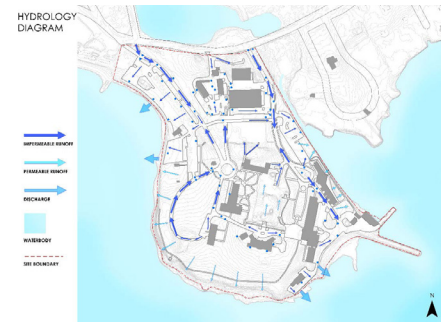 HYDROLOGY
DIAGRAM
IMPERMEABLE RUNOFF
PERMEABLE RUNOFF
DISCHARGE
WATERBODY
SITE BOUNDARY
N